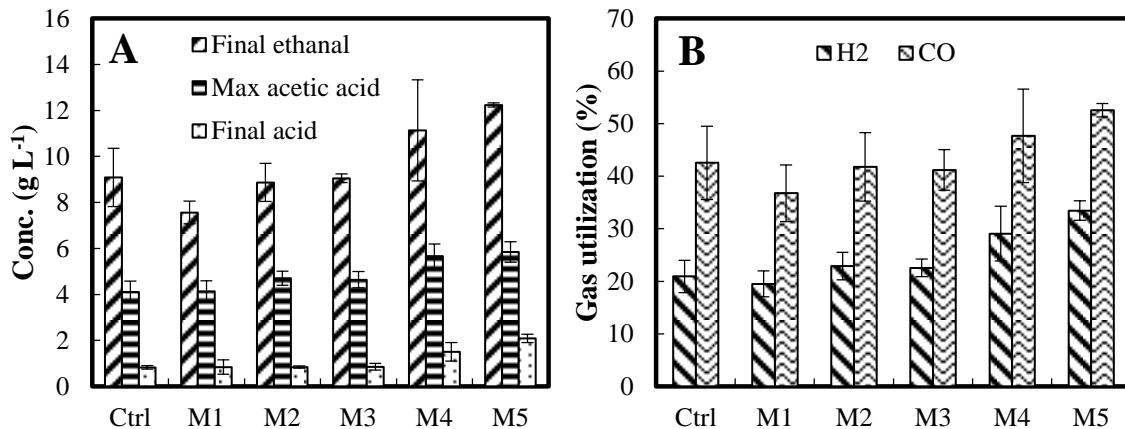 A
Final ethanal
Max acetic acid
Final acid
Conc. (g L-1)
16
14
12
10
8
6
4
2
0
Ctrl M1 M2 M3 M4 M5
B
H2 CO
Gas utilization (%)
70
60
50
40
30
20
10
0
Ctrl M1 M2 M3 M4 M5